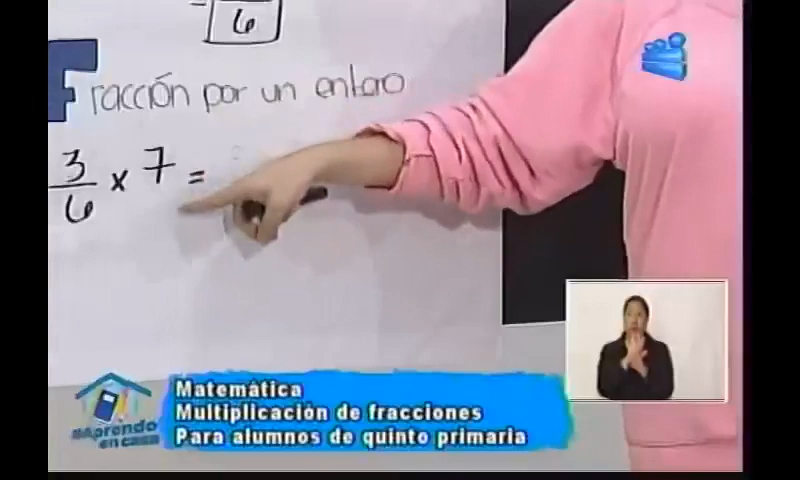 6
Fracción por un entero
3/6 x 7 =
Matemática
Multiplicación de fracciones
Para alumnos de quinto primaria
#Aprendo
en casa